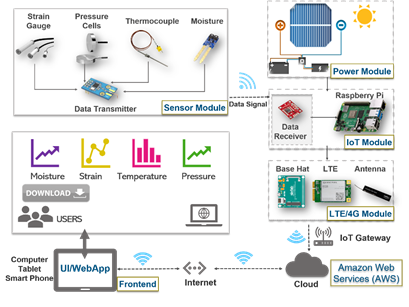 Strain Gauge
Pressure Cells
Thermocouple
Moisture
Data Transmitter
Sensor Module
Data Signal
Power Module
Raspberry Pi
Data Receiver
IoT Module
Base Hat
LTE
Antenna
LTE/4G Module
Moisture
Strain
Temperature
Pressure
DOWNLOAD
USERS
IoT Gateway
Computer
Tablet
Smart Phone
UI/WebApp
Frontend
Internet
Cloud
Amazon Web
Services (AWS)